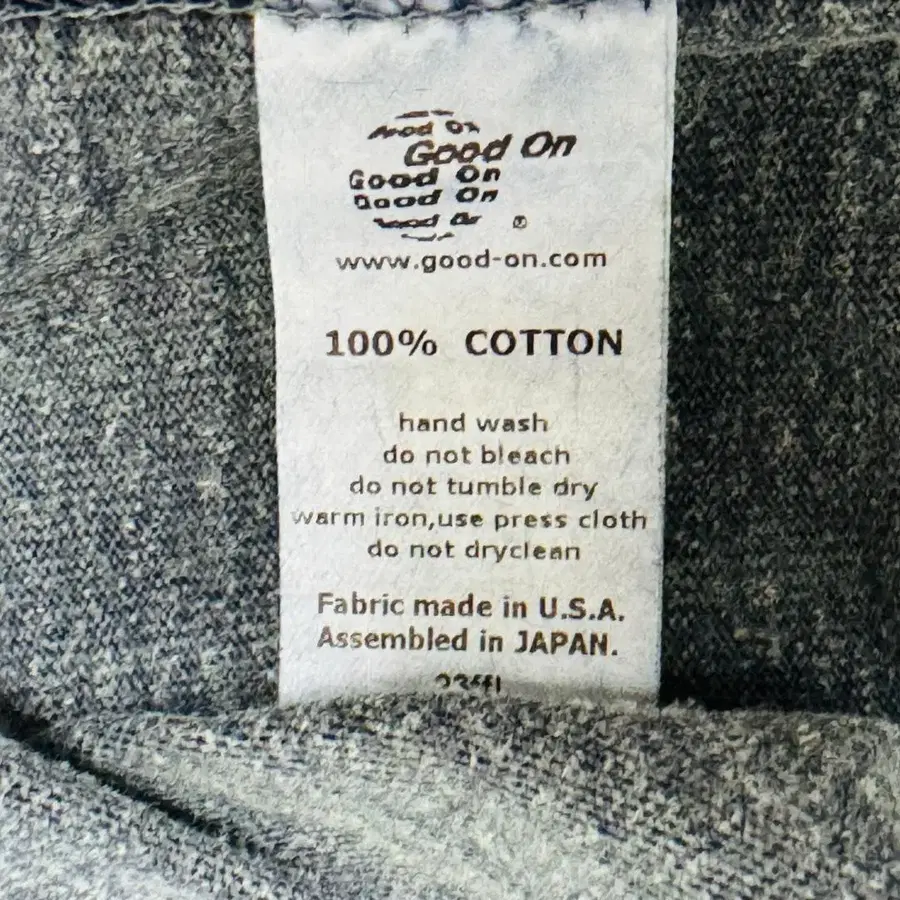 Good On
Good On
Good On
®
www.good-on.com
100% COTTON
hand wash
do not bleach
do not tumble dry
warm iron,use press cloth
do not dryclean
Fabric made in U.S.A.
Assembled in JAPAN.